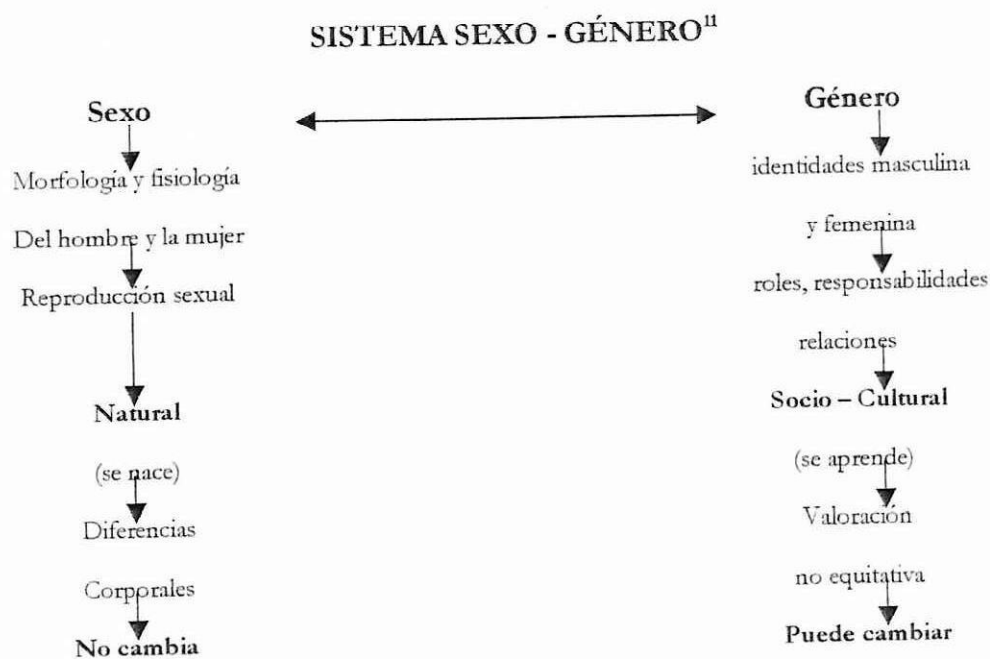 SISTEMA SEXO - GÉNERO¹¹
Sexo
Morfología y fisiología
Del hombre y la mujer
Reproducción sexual
Natural
(se nace)
Diferencias
Corporales
No cambia
Género
identidades masculina
y femenina
roles, responsabilidades
relaciones
Socio – Cultural
(se aprende)
Valoración
no equitativa
Puede cambiar